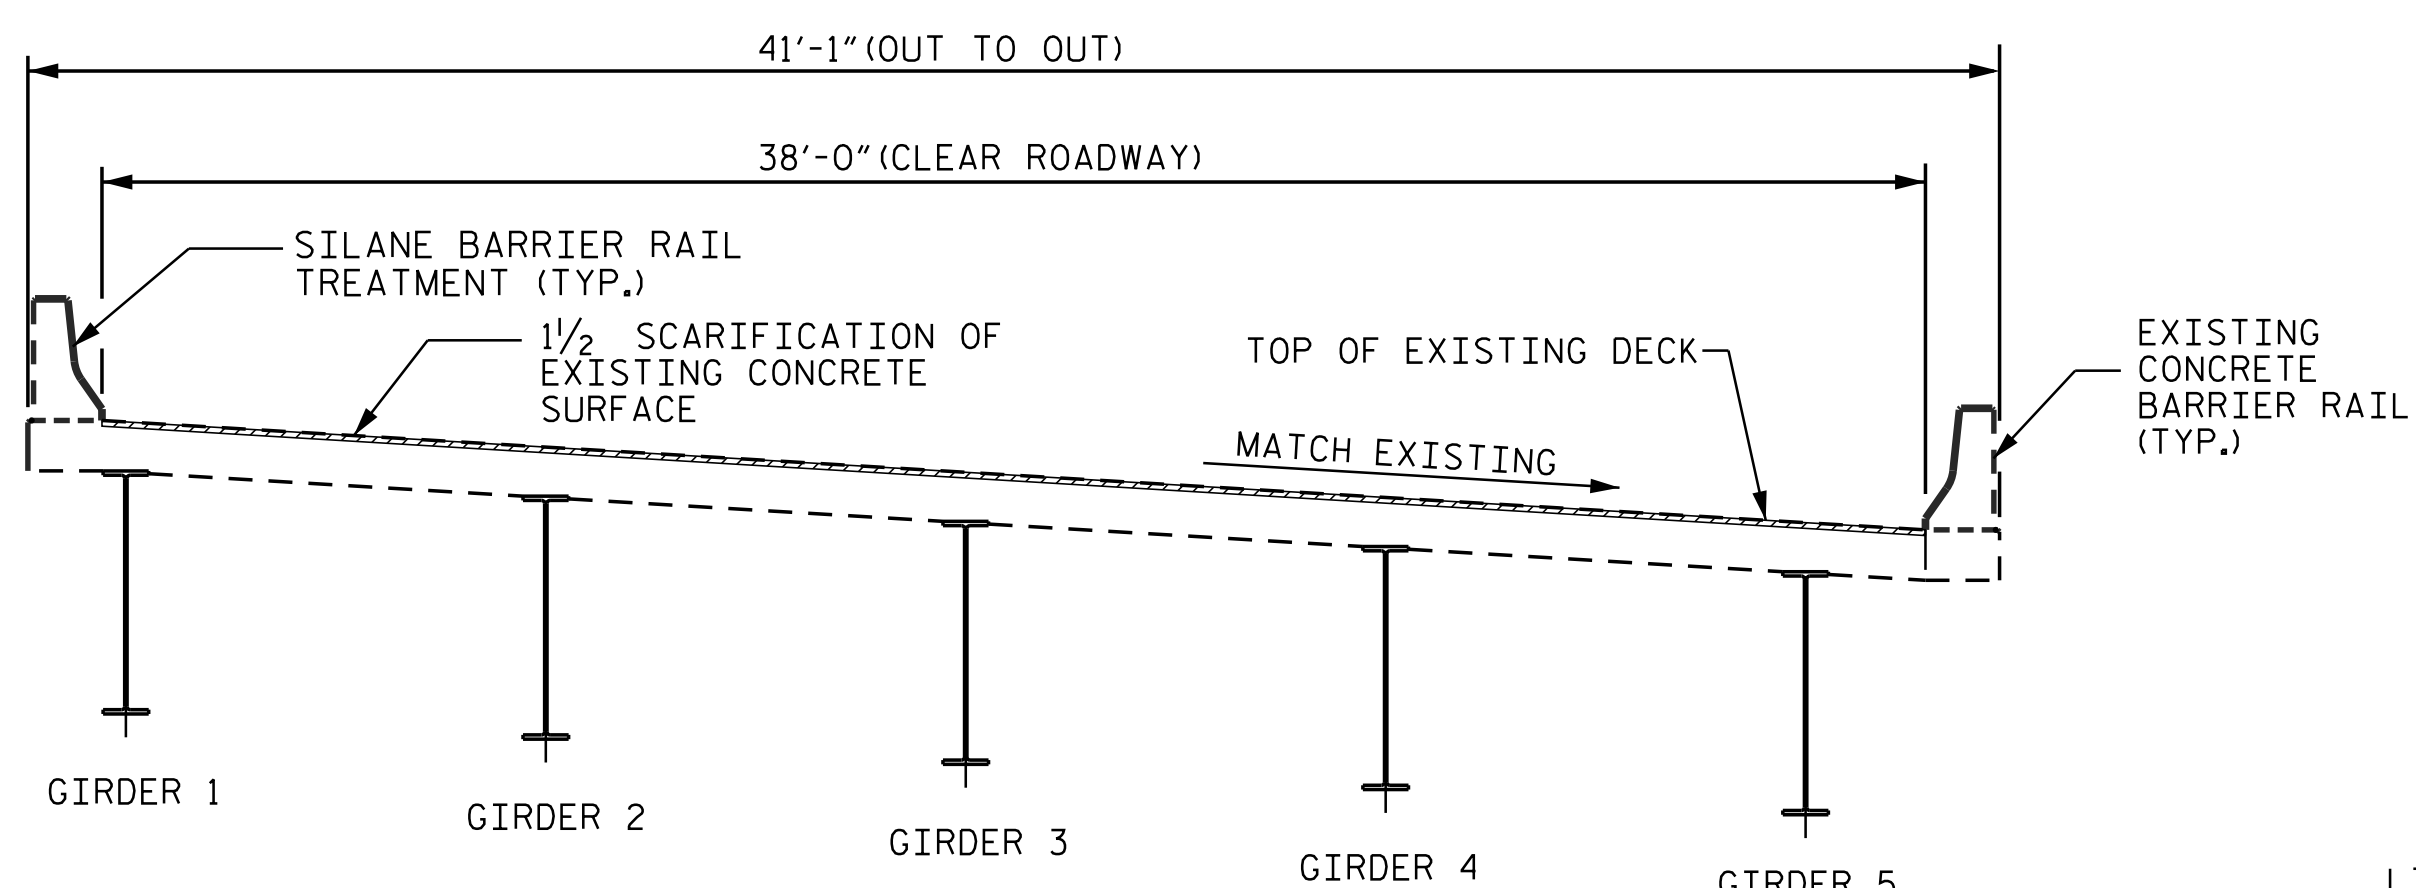 41'-1"(OUT TO OUT)
38'-0"(CLEAR ROADWAY)
SILANE BARRIER RAIL
TREATMENT (TYP.)
1 1/2 SCARIFICATION OF
EXISTING CONCRETE
SURFACE
TOP OF EXISTING DECK
MATCH EXISTING
EXISTING
CONCRETE
BARRIER RAIL
(TYP.)
GIRDER 1
GIRDER 2
GIRDER 3
GIRDER 4
GIRDER 5